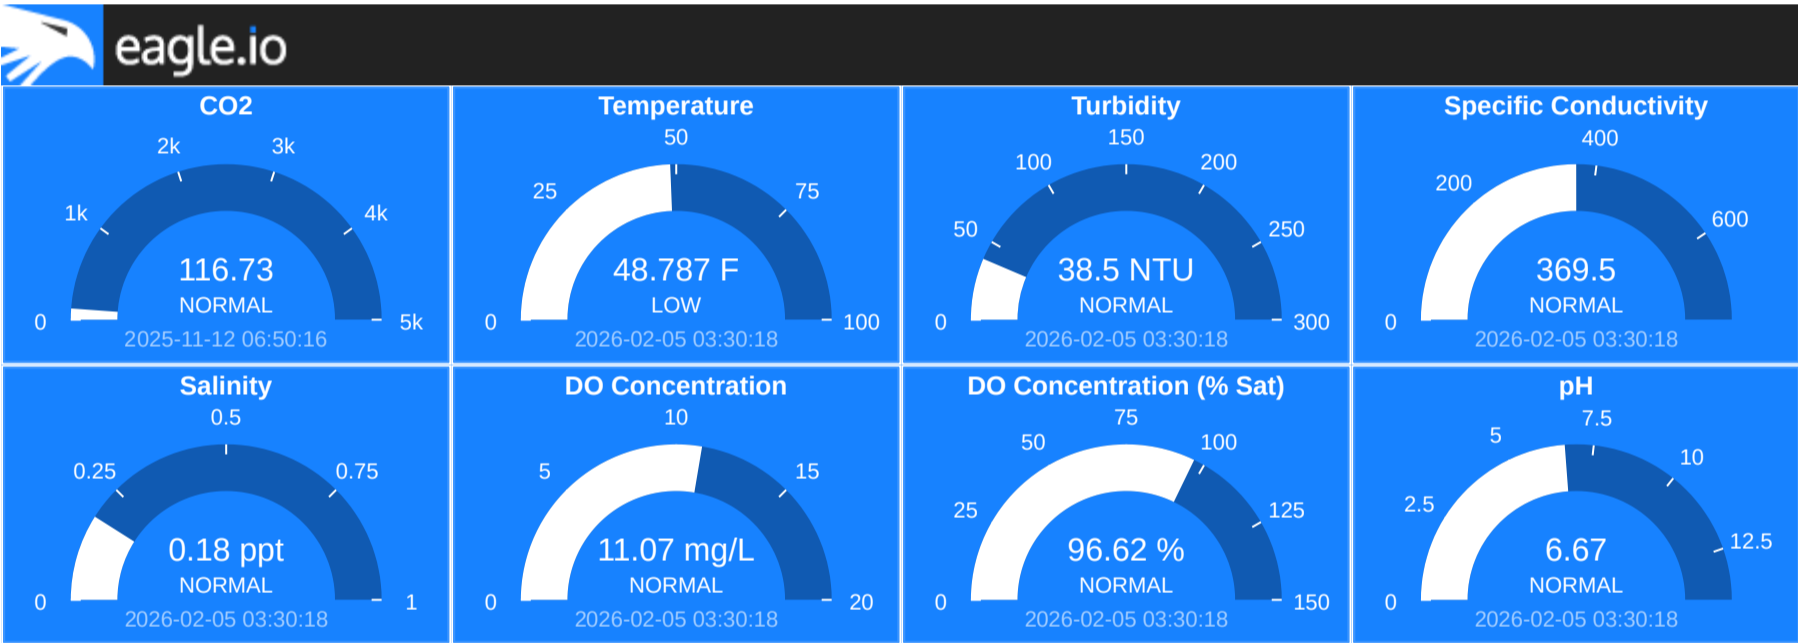 eagle.io
CO2
0
1k
2k
3k
4k
5k
116.73
NORMAL
2025-11-12 06:50:16
Temperature
0
25
50
75
100
48.787 F
LOW
2026-02-05 03:30:18
Turbidity
0
50
100
150
200
250
300
38.5 NTU
NORMAL
2026-02-05 03:30:18
Specific Conductivity
0
200
400
600
369.5
NORMAL
2026-02-05 03:30:18
Salinity
0
0.25
0.5
0.75
1
0.18 ppt
NORMAL
2026-02-05 03:30:18
DO Concentration
0
5
10
15
20
11.07 mg/L
NORMAL
2026-02-05 03:30:18
DO Concentration (% Sat)
0
25
50
75
100
125
150
96.62 %
NORMAL
2026-02-05 03:30:18
pH
0
2.5
5
7.5
10
12.5
6.67
NORMAL
2026-02-05 03:30:18